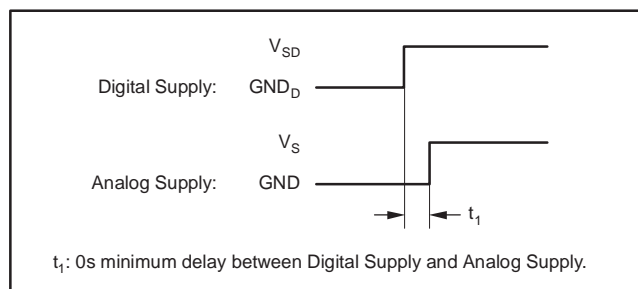 V_SD
Digital Supply: GND_D
V_S
Analog Supply: GND
t_1
t_1: 0s minimum delay between Digital Supply and Analog Supply.